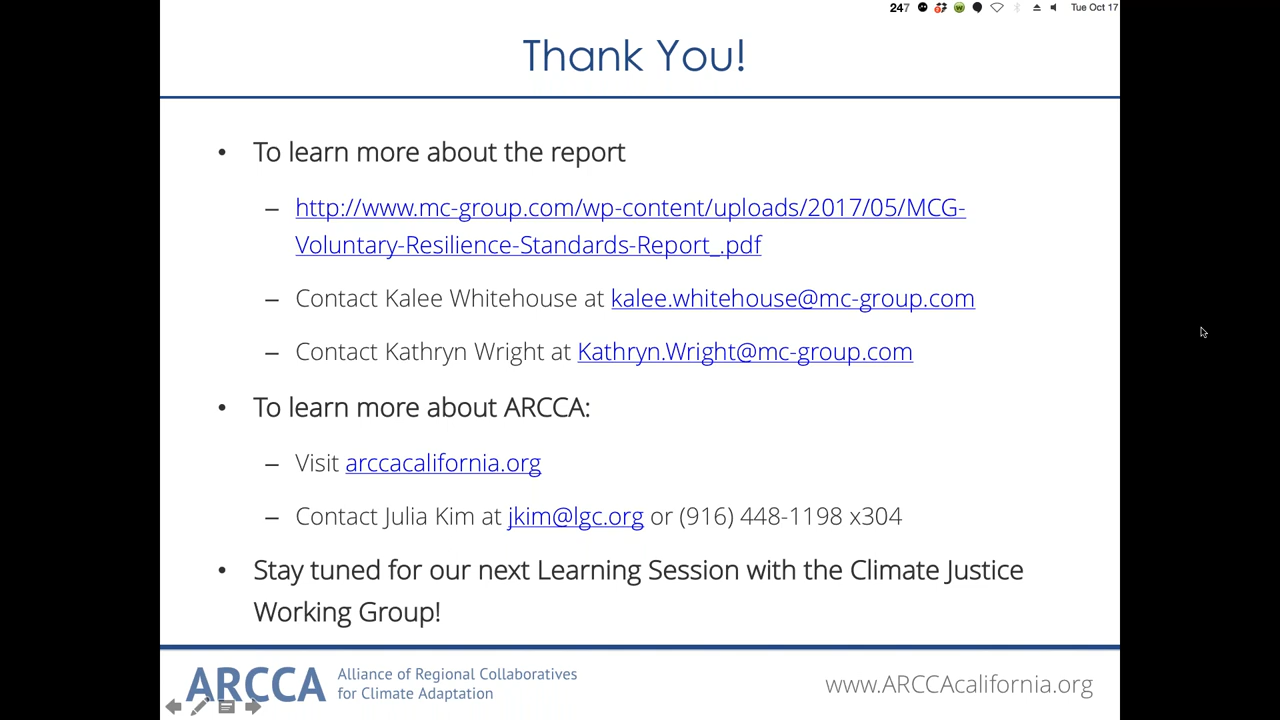 247 Tue Oct 17
Thank You!
• To learn more about the report
– http://www.mc-group.com/wp-content/uploads/2017/05/MCG-
Voluntary-Resilience-Standards-Report_.pdf
– Contact Kalee Whitehouse at kalee.whitehouse@mc-group.com
– Contact Kathryn Wright at Kathryn.Wright@mc-group.com
• To learn more about ARCCA:
– Visit arccacalifornia.org
– Contact Julia Kim at jkim@lgc.org or (916) 448-1198 x304
• Stay tuned for our next Learning Session with the Climate Justice
Working Group!
ARCCA
Alliance of Regional Collaboratives
for Climate Adaptation
www.ARCCAcalifornia.org